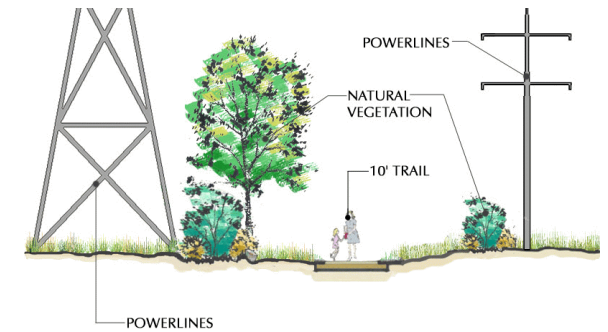 POWERLINES
NATURAL
VEGETATION
10' TRAIL
POWERLINES